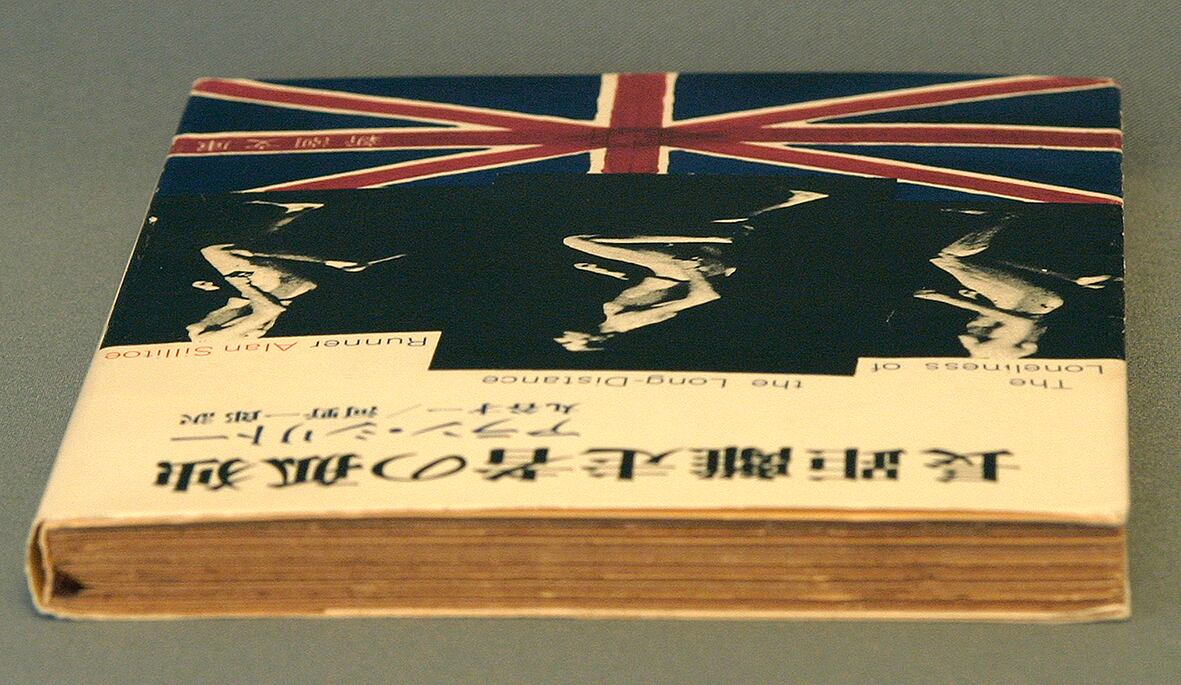 長距離走者の孤独
アラン・シリトー
丸谷才一／河野一郎 訳
The
Loneliness of
the Long-Distance
Runner Alan Sillitoe
新潮文庫